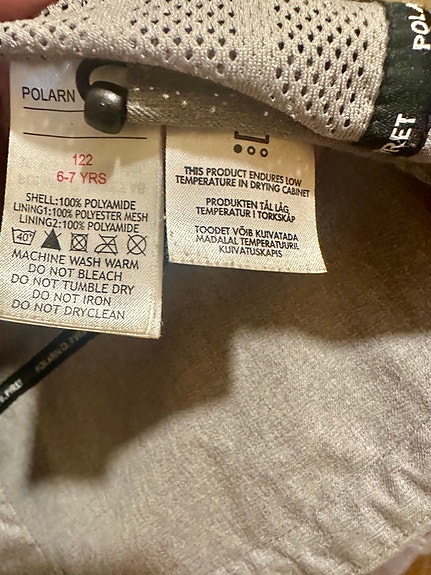 POLARN
122
6-7 YRS
SHELL:100% POLYAMIDE
LINING1:100% POLYESTER MESH
LINING2:100% POLYAMIDE
40°
MACHINE WASH WARM
DO NOT BLEACH
DO NOT TUMBLE DRY
DO NOT IRON
DO NOT DRYCLEAN
THIS PRODUCT ENDURES LOW
TEMPERATURE IN DRYING CABINET
PRODUKTEN TÅL LÅG
TEMPERATUR I TORKSKÅP
TOODET VÕIB KUIVATADA
MADALAL TEMPERATUURIL
KUIVATUSKAPIS
POLA
RET
POLARN O. P